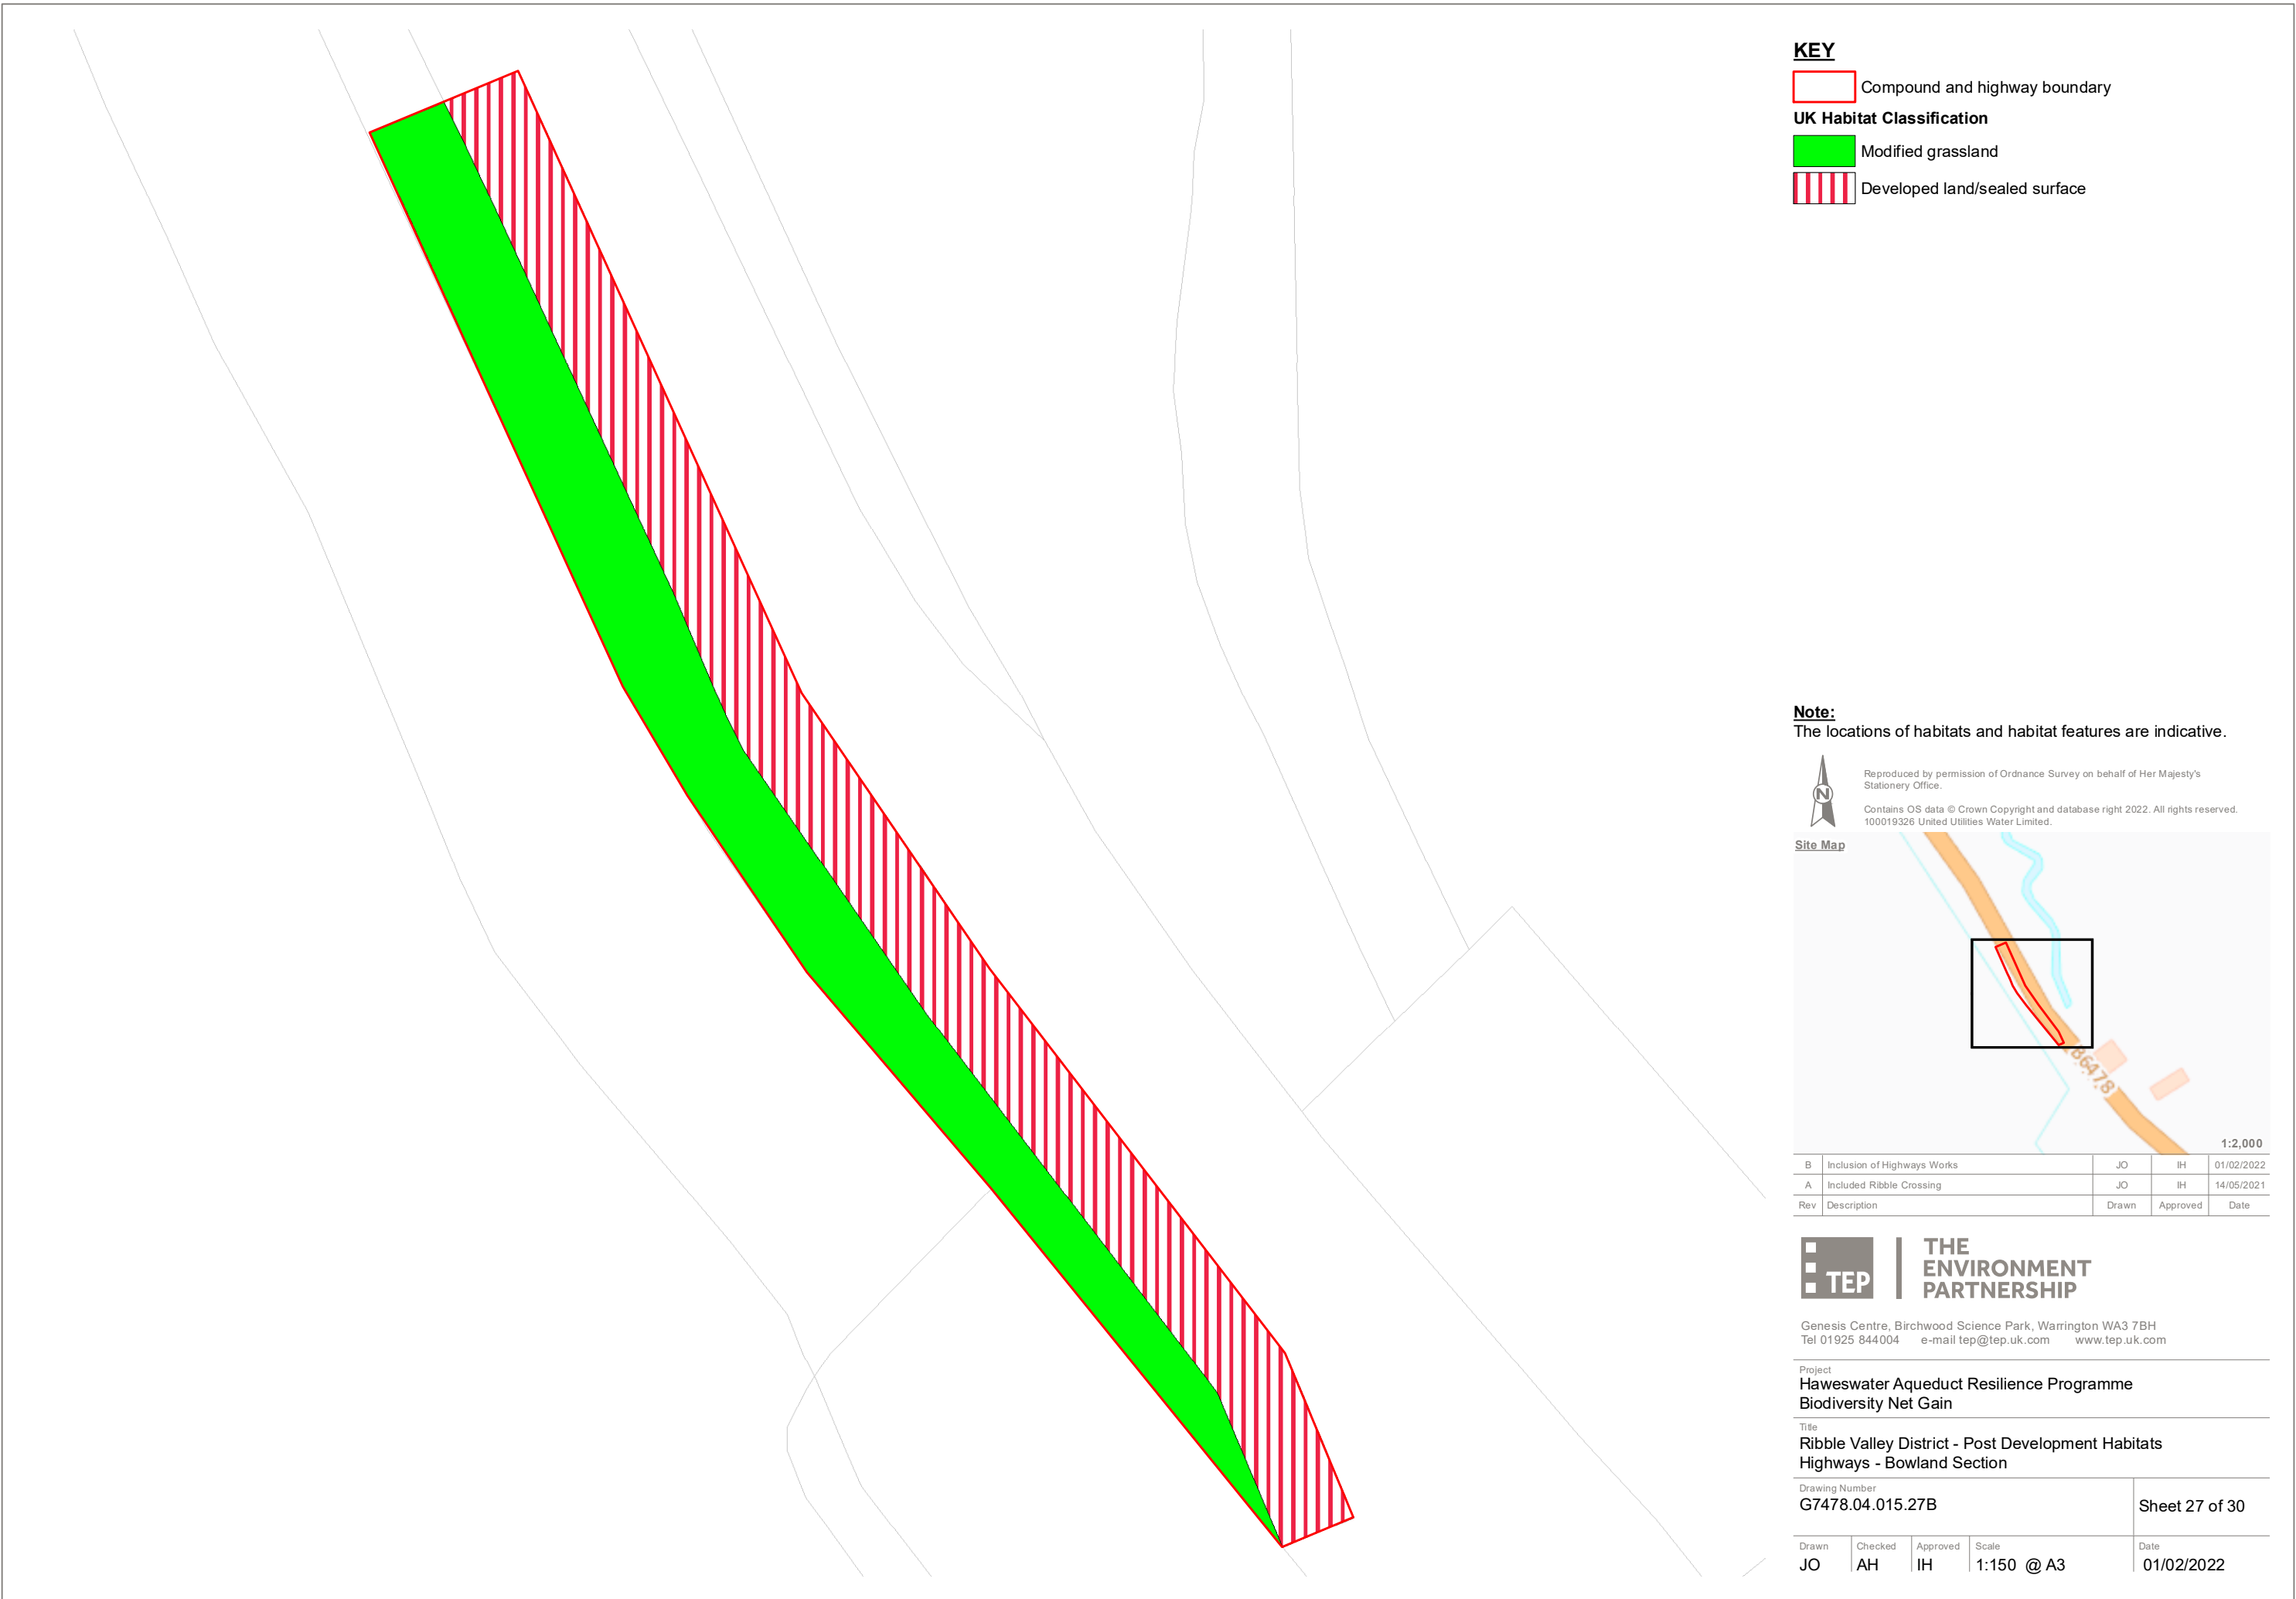 KEY
Compound and highway boundary
UK Habitat Classification
Modified grassland
Developed land/sealed surface
Note:
The locations of habitats and habitat features are indicative.
N
Reproduced by permission of Ordnance Survey on behalf of Her Majesty's
Stationery Office.
Contains OS data © Crown Copyright and database right 2022. All rights reserved.
100019326 United Utilities Water Limited.
Site Map
B6478
1:2,000
B Inclusion of Highways Works JO IH 01/02/2022
A Included Ribble Crossing JO IH 14/05/2021
Rev Description Drawn Approved Date
TEP
THE
ENVIRONMENT
PARTNERSHIP
Genesis Centre, Birchwood Science Park, Warrington WA3 7BH
Tel 01925 844004 e-mail tep@tep.uk.com www.tep.uk.com
Project
Haweswater Aqueduct Resilience Programme
Biodiversity Net Gain
Title
Ribble Valley District - Post Development Habitats
Highways - Bowland Section
Drawing Number
G7478.04.015.27B
Sheet 27 of 30
Drawn Checked Approved Scale Date
JO AH IH 1:150 @ A3 01/02/2022